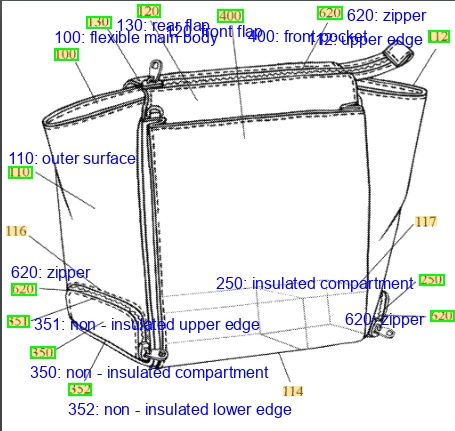 620 620: zipper
120
130 130: rear flap 400
120: front flap
100: flexible main body 400: front pocket
112: upper edge 112
100
110: outer surface
110
116 117
620: zipper 250: insulated compartment 250
620
351 351: non - insulated upper edge 620: zipper 620
350
350: non - insulated compartment
352 114
352: non - insulated lower edge